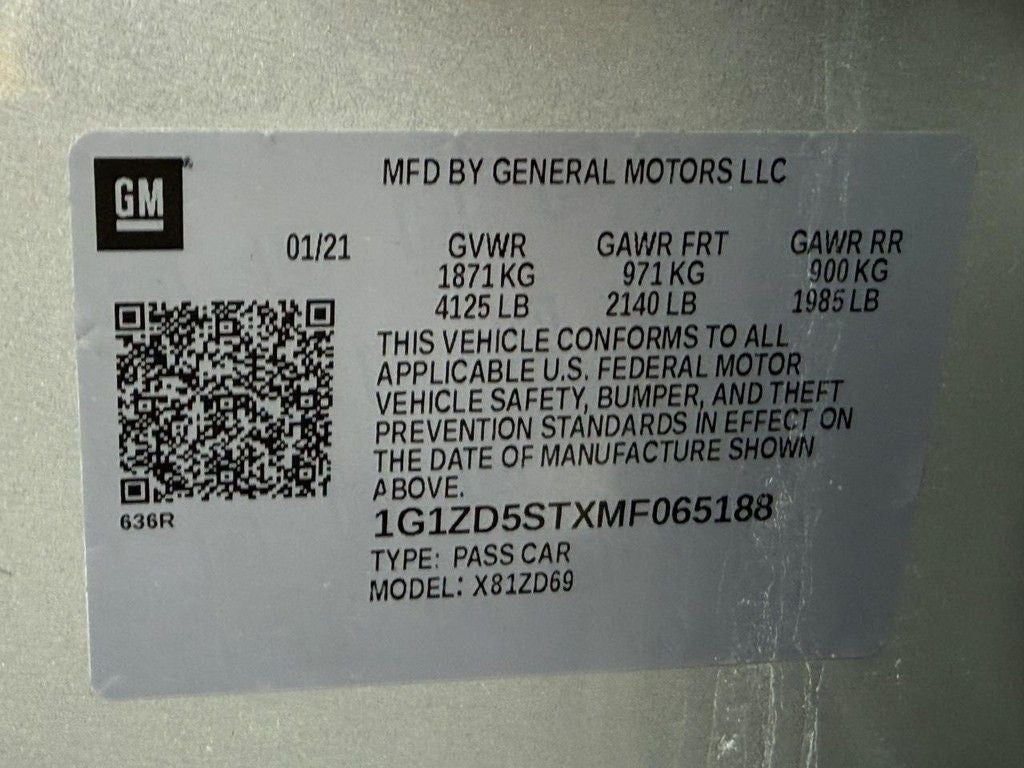 GM®
MFD BY GENERAL MOTORS LLC
01/21 GVWR GAWR FRT GAWR RR
1871 KG 971 KG 900 KG
4125 LB 2140 LB 1985 LB
THIS VEHICLE CONFORMS TO ALL
APPLICABLE U.S. FEDERAL MOTOR
VEHICLE SAFETY, BUMPER, AND THEFT
PREVENTION STANDARDS IN EFFECT ON
THE DATE OF MANUFACTURE SHOWN
ABOVE.
636R
1G1ZD5STXMF065188
TYPE: PASS CAR
MODEL: X81ZD69